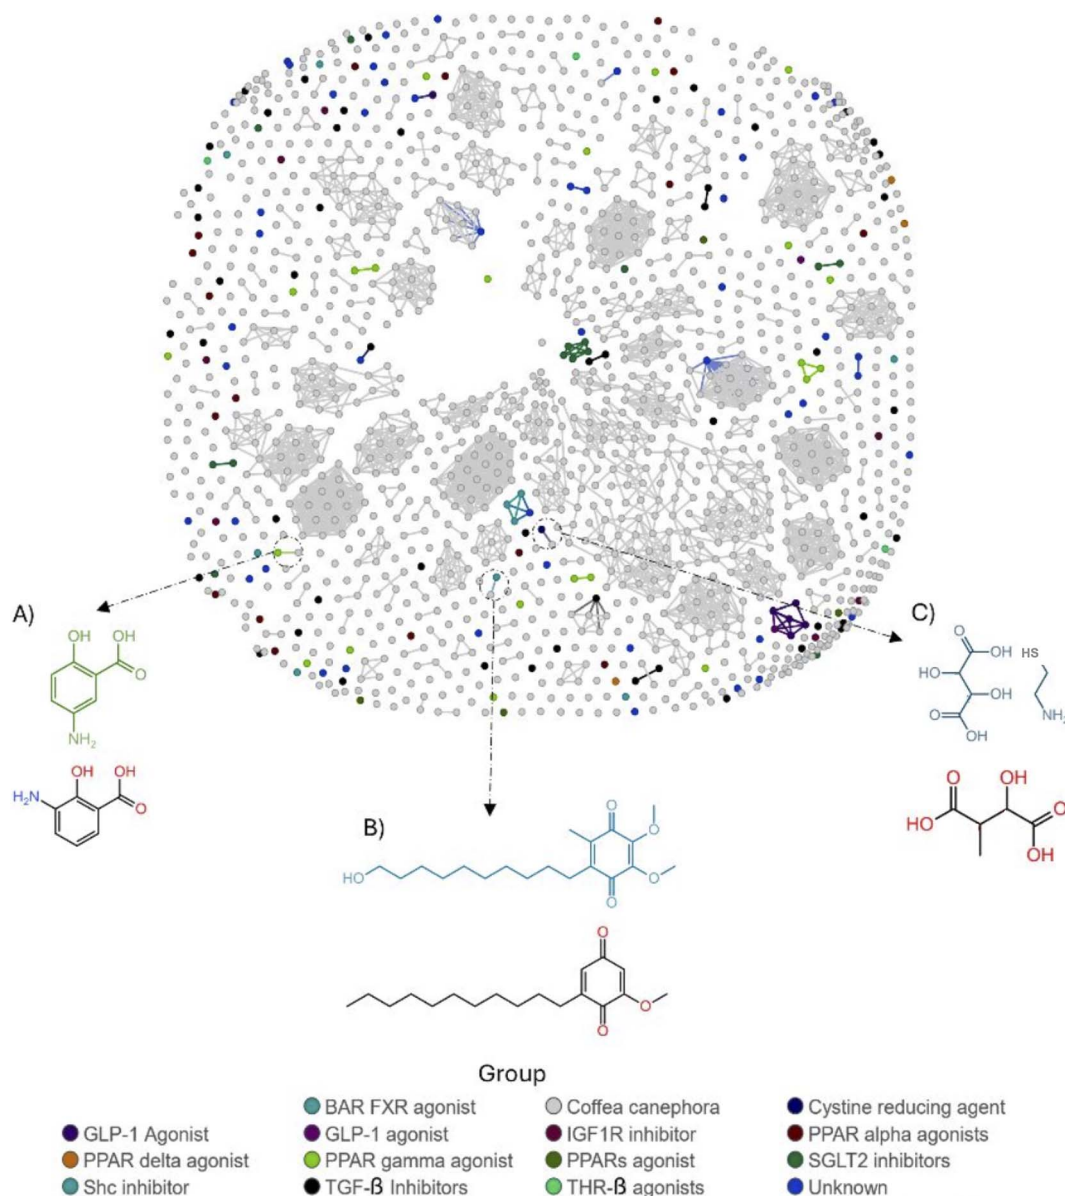 A)
OH
OH
O
NH2
OH
OH
H2N
O
B)
O
O
HO
O
O
O
O
O
C)
O
OH
HS
HO
OH
O
OH
NH2
O
OH
HO
O
OH
Group
BAR FXR agonist
Coffea canephora
Cystine reducing agent
GLP-1 Agonist
GLP-1 agonist
IGF1R inhibitor
PPAR alpha agonists
PPAR delta agonist
PPAR gamma agonist
PPARs agonist
SGLT2 inhibitors
Shc inhibitor
TGF-β Inhibitors
THR-β agonists
Unknown